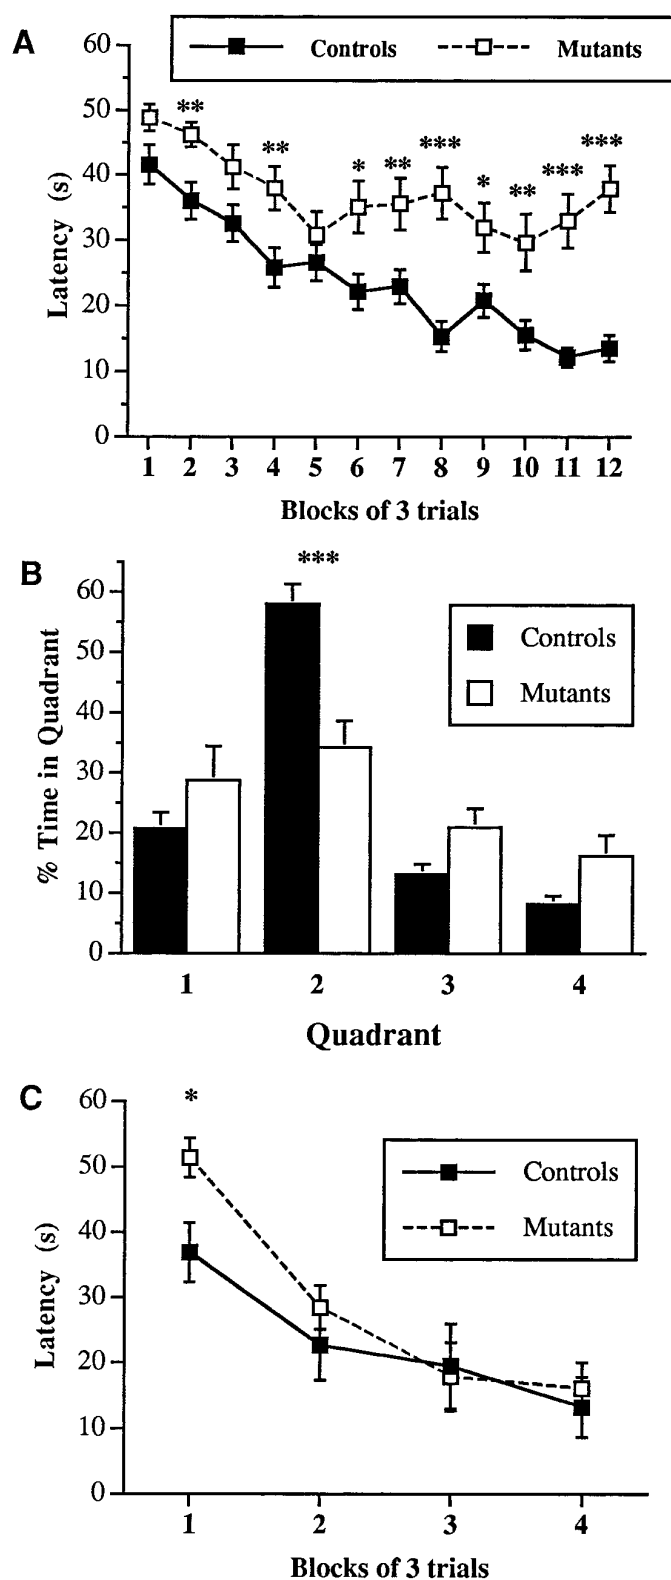 A
Controls Mutants
60
50
40
30
20
10
0
Latency (s)
** ** * ** *** * ** *** ***
1 2 3 4 5 6 7 8 9 10 11 12
Blocks of 3 trials
B
***
60
50
40
30
20
10
0
% Time in Quadrant
Controls
Mutants
1 2 3 4
Quadrant
C
*
60
50
40
30
20
10
0
Latency (s)
Controls
Mutants
1 2 3 4
Blocks of 3 trials